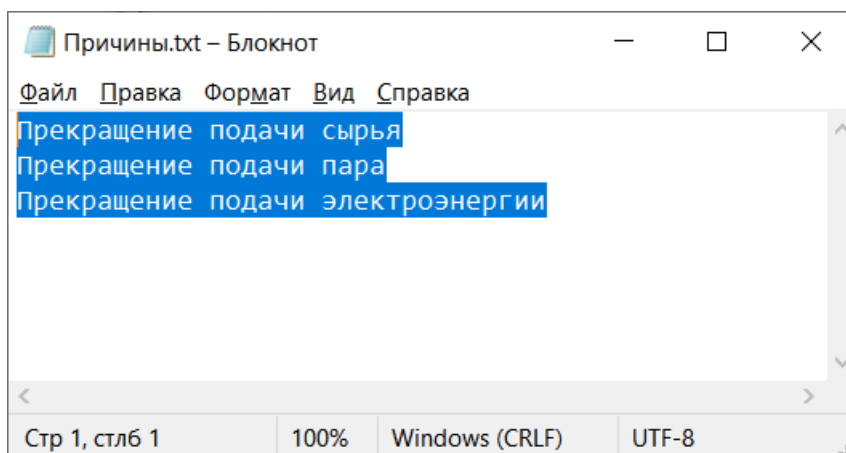 Причины.txt – Блокнот
Файл Правка Формат Вид Справка
Прекращение подачи сырья
Прекращение подачи пара
Прекращение подачи электроэнергии
Стр 1, стлб 1 100% Windows (CRLF) UTF-8